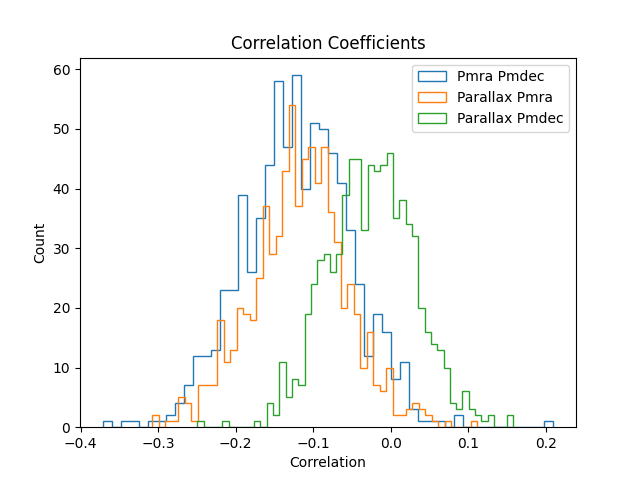 Correlation Coefficients
Pmra Pmdec
Parallax Pmra
Parallax Pmdec
60
50
40
30
20
10
0
Count
−0.4 −0.3 −0.2 −0.1 0.0 0.1 0.2
Correlation